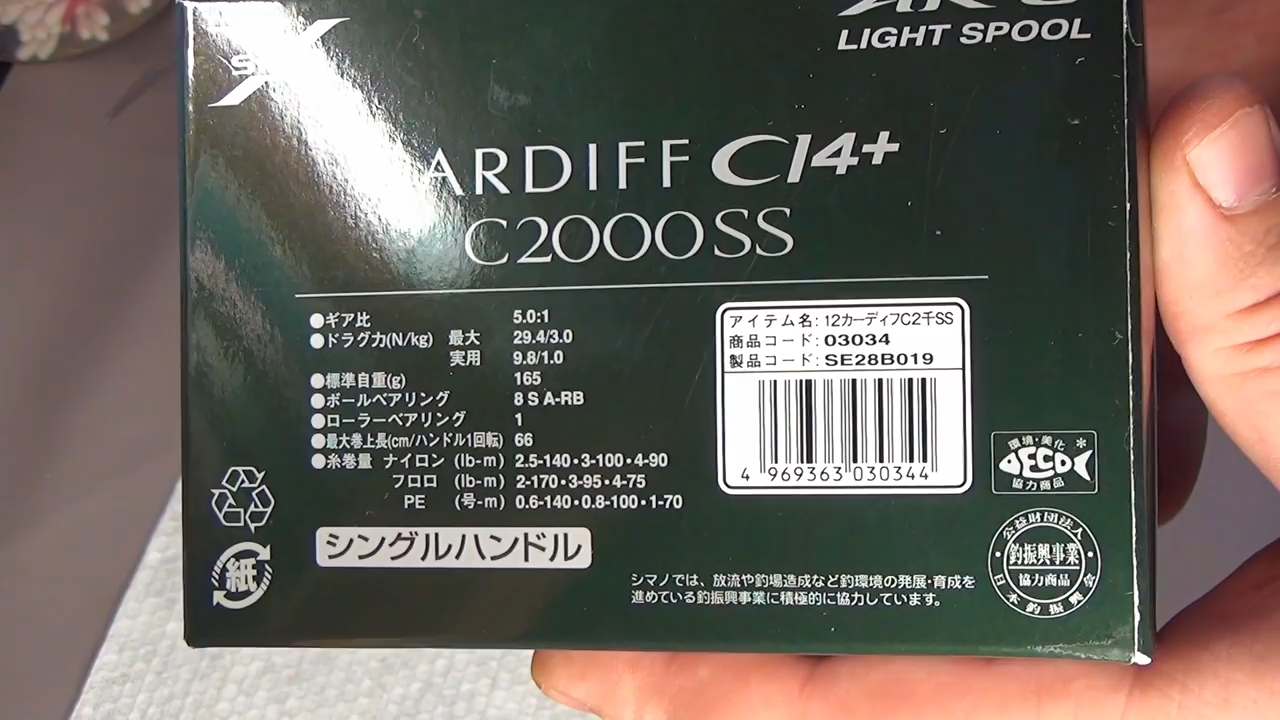 LIGHT SPOOL
ARDIFF CI4+
C2000SS
●ギア比 5.0:1
●ドラグ力(N/kg) 最大 29.4/3.0
実用 9.8/1.0
●標準自重(g) 165
●ボールベアリング 8 S A-RB
●ローラーベアリング 1
●最大巻上長(cm/ハンドル1回転) 66
●糸巻量 ナイロン (lb-m) 2.5-140・3-100・4-90
フロロ (lb-m) 2-170・3-95・4-75
PE (号-m) 0.6-140・0.8-100・1-70
シングルハンドル
アイテム名: 12カーディフC2千SS
商品コード: 03034
製品コード: SE28B019
4 969363 030344
環境・美化
DECO
協力商品
公益財団法人
釣振興事業
協力商品
日本釣振興会
紙
シマノでは、放流や釣場造成など釣環境の発展・育成を
進めている釣振興事業に積極的に協力しています。